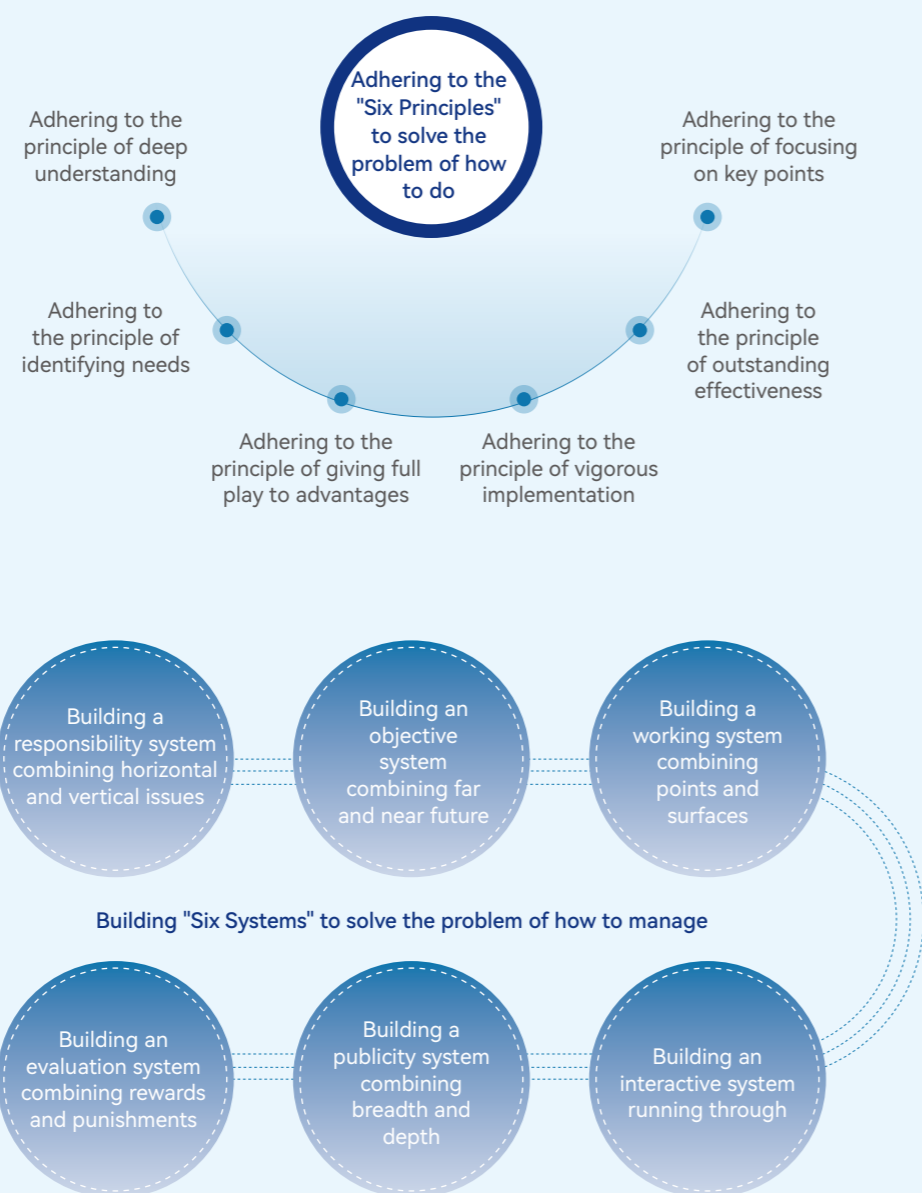 Adhering to the
"Six Principles"
to solve the
problem of how
to do
Adhering to the
principle of deep
understanding
Adhering to
the principle of
identifying needs
Adhering to the
principle of giving full
play to advantages
Adhering to the
principle of vigorous
implementation
Adhering to
the principle
of outstanding
effectiveness
Adhering to the
principle of focusing
on key points
Building a
responsibility system
combining horizontal
and vertical issues
Building an
objective
system
combining far
and near future
Building a
working system
combining
points and
surfaces
Building "Six Systems" to solve the problem of how to manage
Building an
evaluation system
combining rewards
and punishments
Building a
publicity system
combining
breadth and
depth
Building an
interactive system
running through